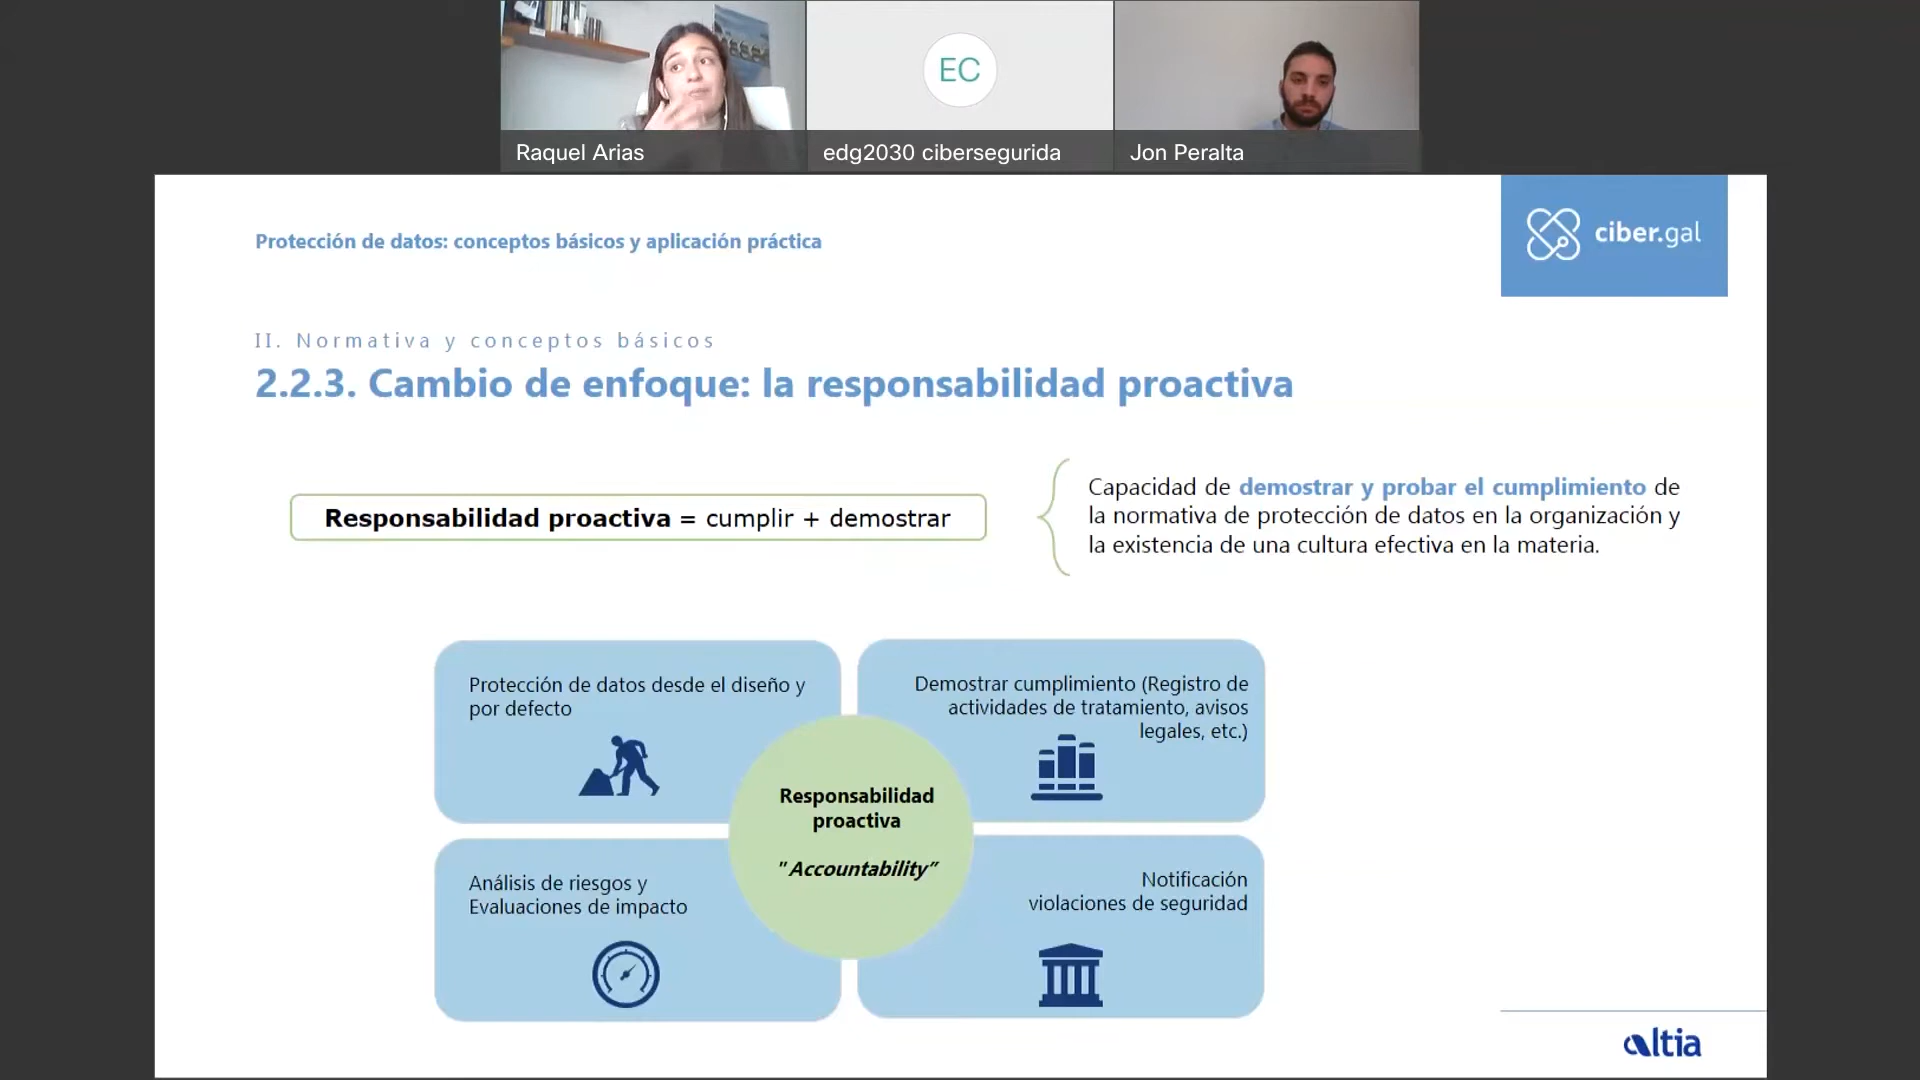 EC
Raquel Arias
edg2030 cibersegurida
Jon Peralta
Protección de datos: conceptos básicos y aplicación práctica
ciber.gal
II. Normativa y conceptos básicos
2.2.3. Cambio de enfoque: la responsabilidad proactiva
Responsabilidad proactiva = cumplir + demostrar
Capacidad de demostrar y probar el cumplimiento de
la normativa de protección de datos en la organización y
la existencia de una cultura efectiva en la materia.
Protección de datos desde el diseño y
por defecto
Demostrar cumplimiento (Registro de
actividades de tratamiento, avisos
legales, etc.)
Responsabilidad
proactiva
"Accountability”
Análisis de riesgos y
Evaluaciones de impacto
Notificación
violaciones de seguridad
altia